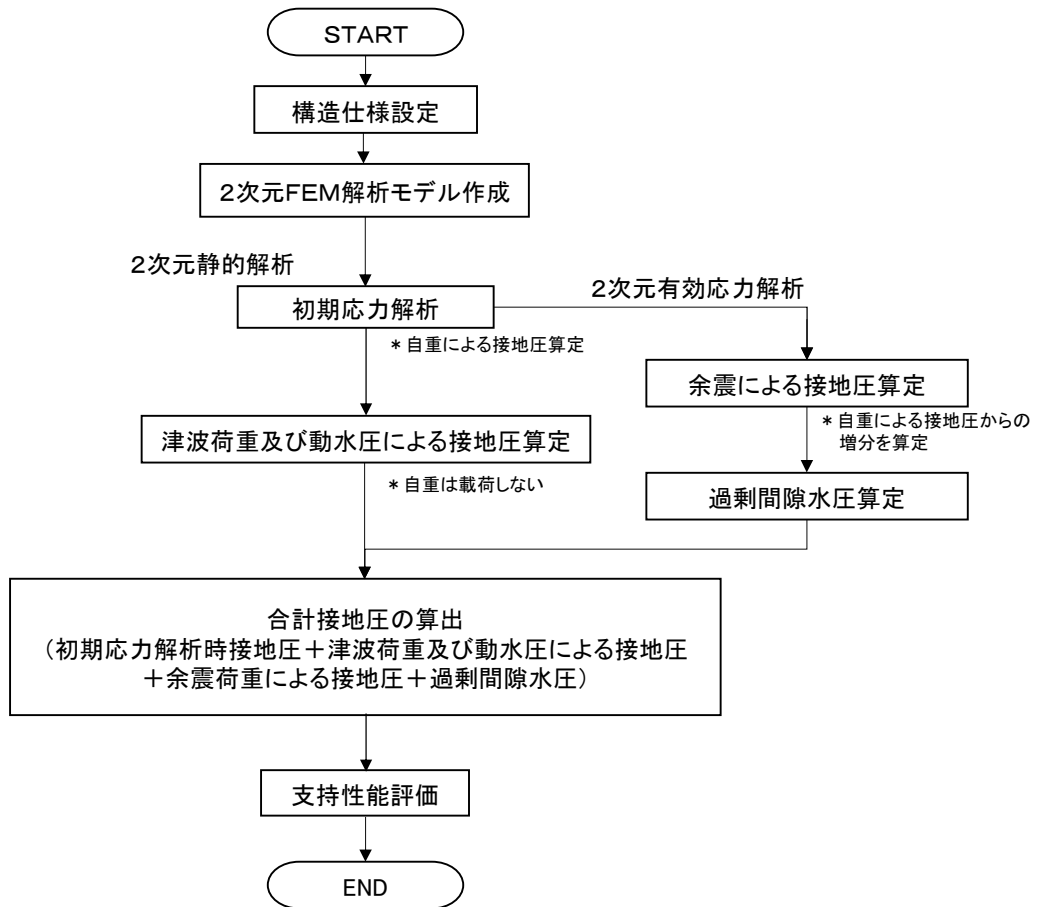 START
構造仕様設定
2次元FEM解析モデル作成
2次元静的解析
2次元有効応力解析
初期応力解析
*自重による接地圧算定
余震による接地圧算定
*自重による接地圧からの
増分を算定
津波荷重及び動水圧による接地圧算定
*自重は載荷しない
過剰間隙水圧算定
合計接地圧の算出
(初期応力解析時接地圧+津波荷重及び動水圧による接地圧
+余震荷重による接地圧+過剰間隙水圧)
支持性能評価
END